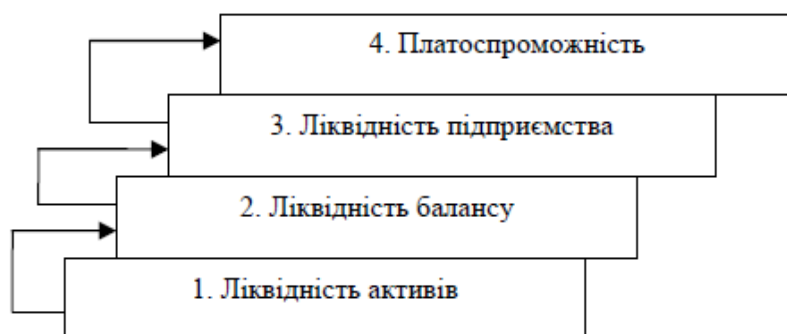 4. Платоспроможність
3. Ліквідність підприємства
2. Ліквідність балансу
1. Ліквідність активів